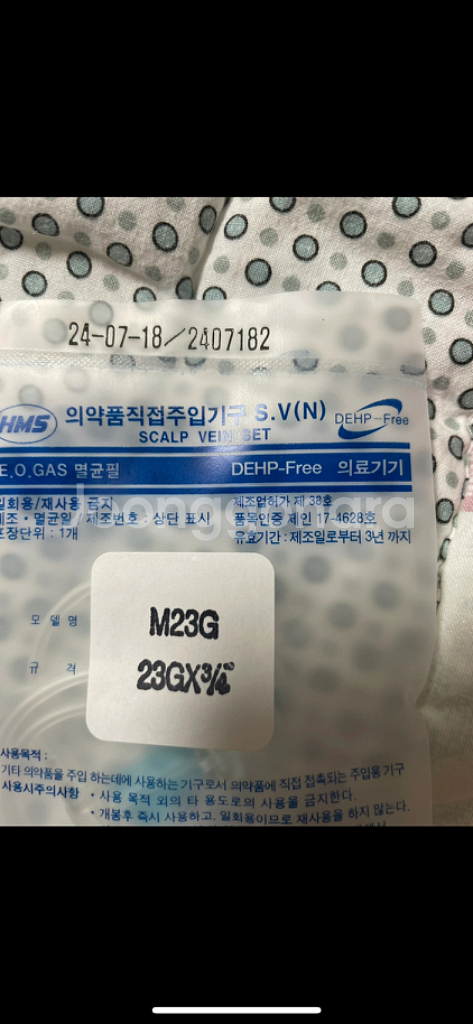 24-07-18/2407182
HMS 의약품직접주입기구 S.V(N) DEHP-Free
SCALP VEIN SET
E.O.GAS 멸균필 DEHP-Free 의료기기
일회용/재사용 금지 제조업허가 제 38호
제조·멸균일 / 제조번호 : 상단 표시 품목인증 제인 17-4628호
포장단위 : 1개 유효기간 : 제조일로부터 3년 까지
joonggonara
모델명 M23G
규격 23GX3/4"
사용목적 :
기타 의약품을 주입 하는데에 사용하는 기구로서 의약품에 직접 접촉되는 주입용 기구
사용시주의사항 • 사용 목적 외의 타 용도로의 사용을 금지한다.
• 개봉후 즉시 사용하고, 일회용이므로 재사용을 하지 않는다.